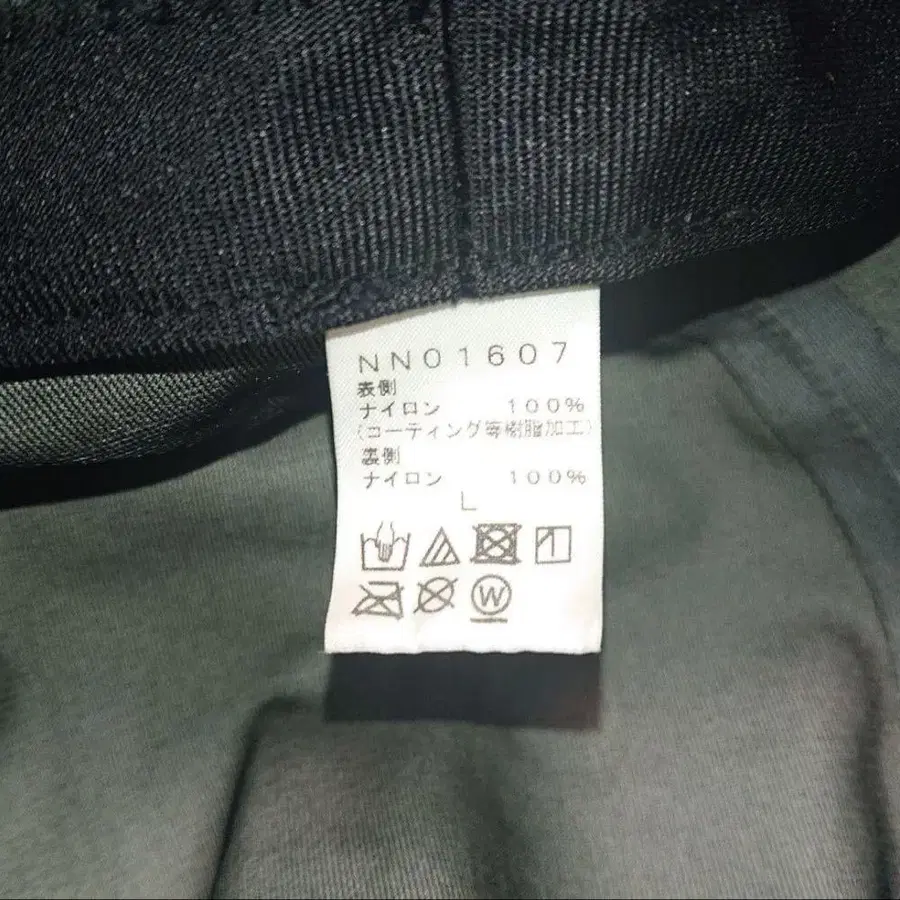 NN01607
表側
ナイロン 100%
(コーティング等樹脂加工)
裏側
ナイロン 100%
L
W